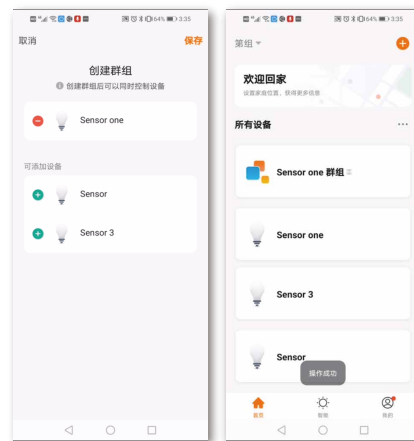 64% 3:35
取消
保存
创建群组
创建群组后可以同时控制设备
Sensor one
可添加设备
Sensor
Sensor 3
64% 3:35
第组
欢迎回家
设置家庭位置，获得更多信息
所有设备
Sensor one 群组
Sensor one
Sensor 3
Sensor
操作成功
首页
智能
我的